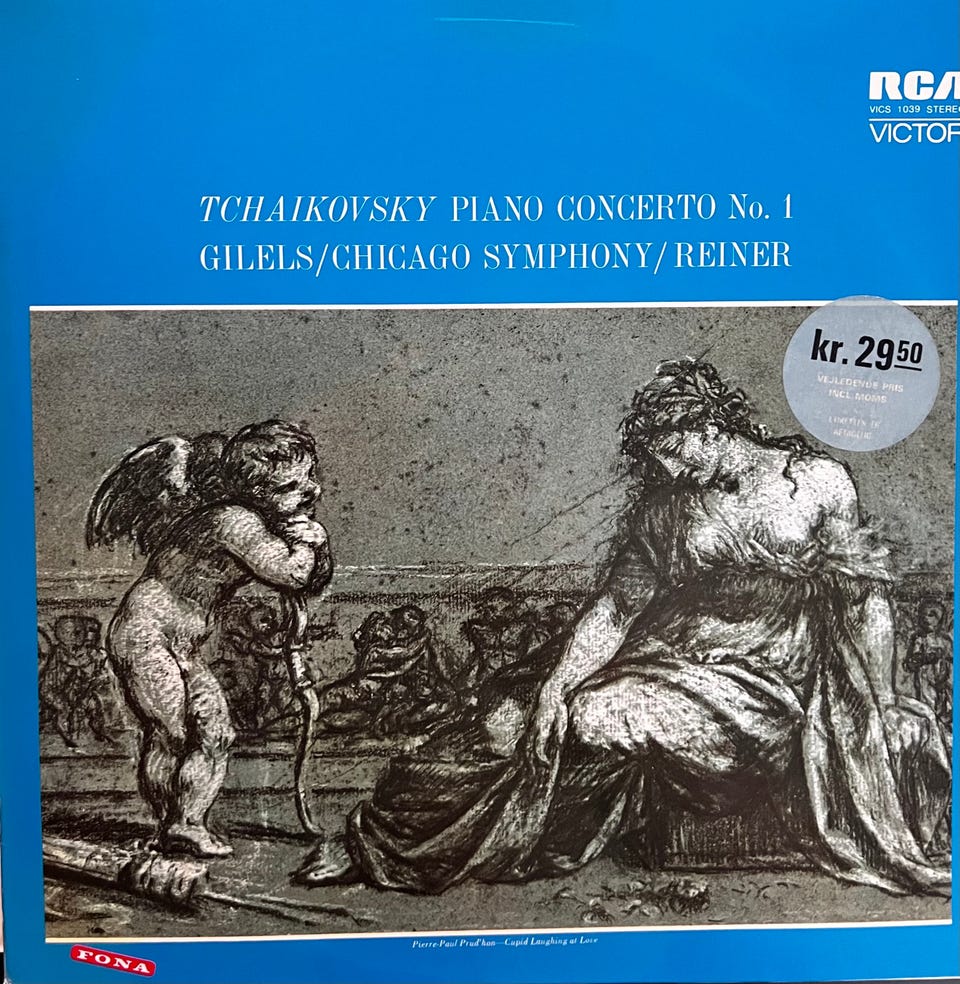 RCA
VICS 1039 STEREO
VICTOR
TCHAIKOVSKY PIANO CONCERTO No. 1
GILELS/CHICAGO SYMPHONY/REINER
kr. 29 50
VEJLEDENDE PRIS
INCL. MOMS
Pierre-Paul Prud'hon—Cupid Laughing at Love
FONA